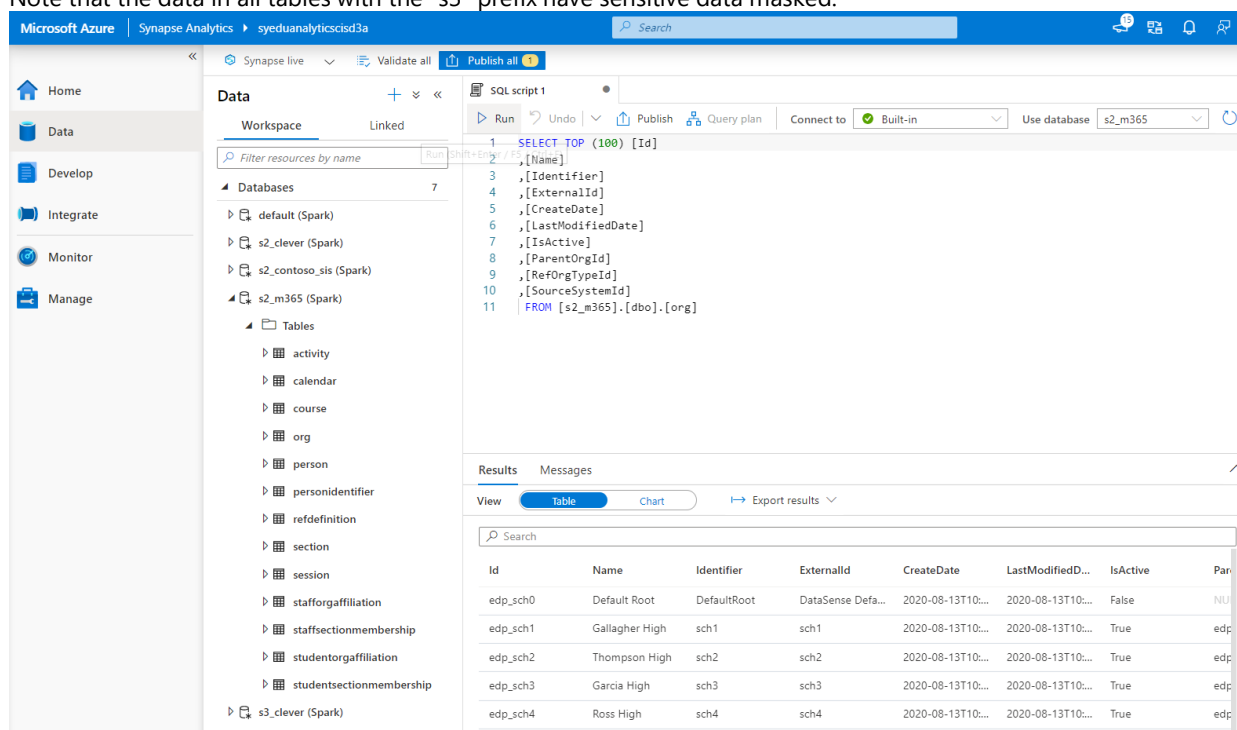 Note that the data in all tables with the "s3" prefix have sensitive data masked.
Microsoft Azure | Synapse Analytics ▸ syeduanalyticscisd3a
Search
15
Synapse live
Validate all
Publish all 1
Home
Data
Develop
Integrate
Monitor
Manage
Data
Workspace
Linked
Filter resources by name
Databases 7
default (Spark)
s2_clever (Spark)
s2_contoso_sis (Spark)
s2_m365 (Spark)
Tables
activity
calendar
course
org
person
personidentifier
refdefinition
section
session
stafforgaffiliation
staffsectionmembership
studentorgaffiliation
studentsectionmembership
s3_clever (Spark)
SQL script 1
Run Undo Publish Query plan Connect to Built-in Use database s2_m365
1 SELECT TOP (100) [Id]
2 ,[Name]
3 ,[Identifier]
4 ,[ExternalId]
5 ,[CreateDate]
6 ,[LastModifiedDate]
7 ,[IsActive]
8 ,[ParentOrgId]
9 ,[RefOrgTypeId]
10 ,[SourceSystemId]
11 FROM [s2_m365].[dbo].[org]
Results Messages
View Table Chart Export results
Search
Id Name Identifier ExternalId CreateDate LastModifiedD... IsActive Par
edp_sch0 Default Root DefaultRoot DataSense Defa... 2020-08-13T10:... 2020-08-13T10:... False NU
edp_sch1 Gallagher High sch1 sch1 2020-08-13T10:... 2020-08-13T10:... True edp
edp_sch2 Thompson High sch2 sch2 2020-08-13T10:... 2020-08-13T10:... True edp
edp_sch3 Garcia High sch3 sch3 2020-08-13T10:... 2020-08-13T10:... True edp
edp_sch4 Ross High sch4 sch4 2020-08-13T10:... 2020-08-13T10:... True edp